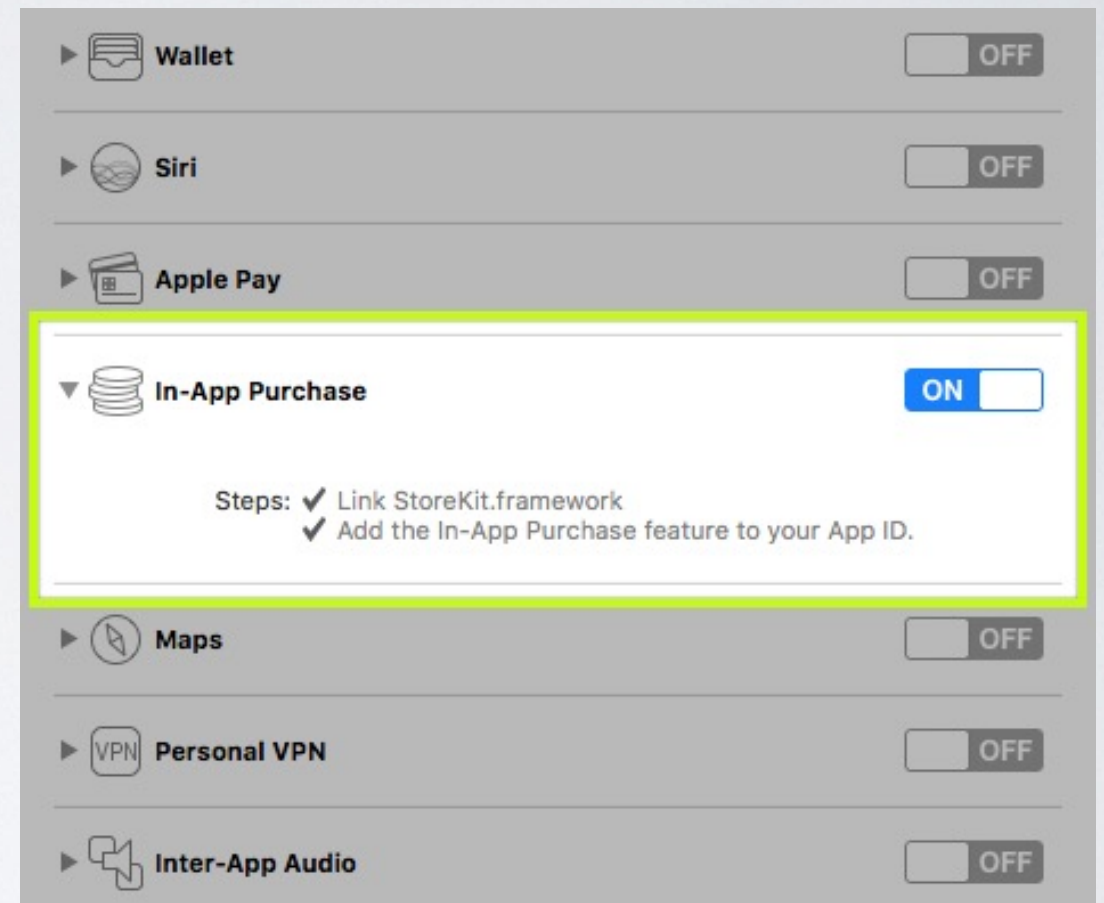 Wallet OFF
Siri OFF
Apple Pay OFF
In-App Purchase ON
Steps: ✔ Link StoreKit.framework
✔ Add the In-App Purchase feature to your App ID.
Maps OFF
VPN Personal VPN OFF
Inter-App Audio OFF